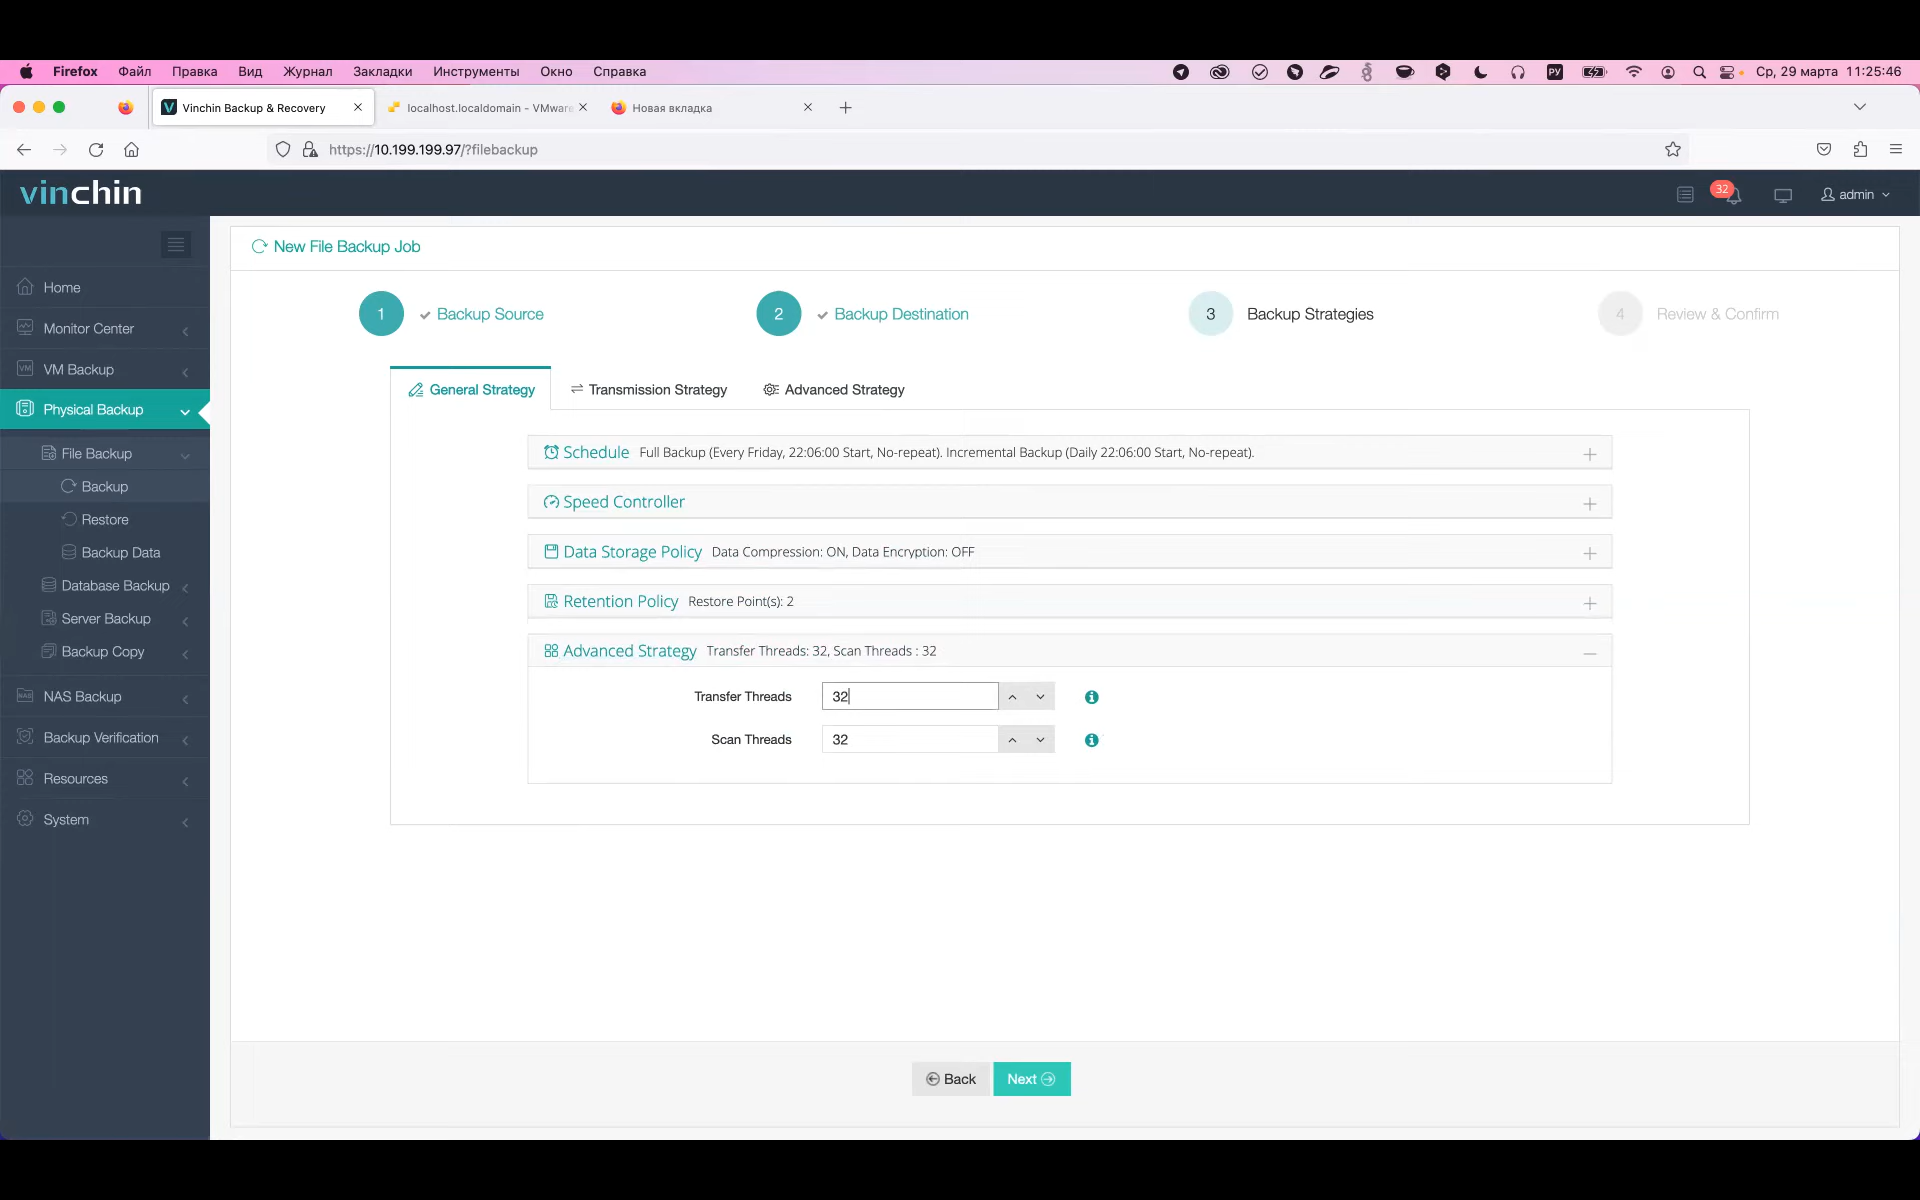 Firefox Файл Правка Вид Журнал Закладки Инструменты Окно Справка РУ Ср, 29 марта 11:25:46
Vinchin Backup & Recovery localhost.localdomain - VMware Новая вкладка
https://10.199.199.97/?filebackup
vinchin 32 admin
New File Backup Job
Home
Monitor Center
VM VM Backup
Physical Backup
File Backup
Backup
Restore
Backup Data
Database Backup
Server Backup
Backup Copy
NAS NAS Backup
Backup Verification
Resources
System
1 Backup Source 2 Backup Destination 3 Backup Strategies 4 Review & Confirm
General Strategy Transmission Strategy Advanced Strategy
Schedule Full Backup (Every Friday, 22:06:00 Start, No-repeat). Incremental Backup (Daily 22:06:00 Start, No-repeat).
Speed Controller
Data Storage Policy Data Compression: ON, Data Encryption: OFF
Retention Policy Restore Point(s): 2
Advanced Strategy Transfer Threads: 32, Scan Threads : 32
Transfer Threads 32
Scan Threads 32
Back Next